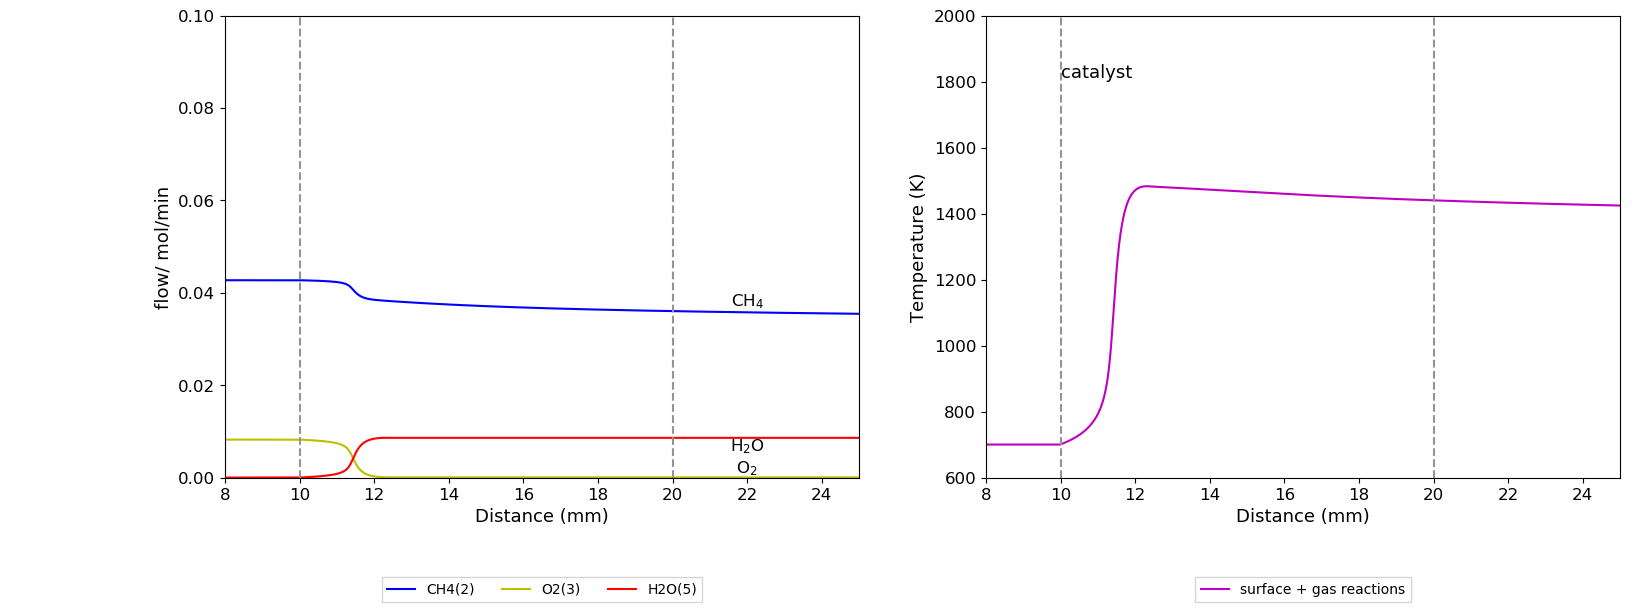 0.10
0.08
0.06
0.04
0.02
0.00
flow/ mol/min
CH₄
H₂O
O₂
8 10 12 14 16 18 20 22 24
Distance (mm)
CH4(2) O2(3) H2O(5)
2000
1800
1600
1400
1200
1000
800
600
Temperature (K)
catalyst
8 10 12 14 16 18 20 22 24
Distance (mm)
surface + gas reactions